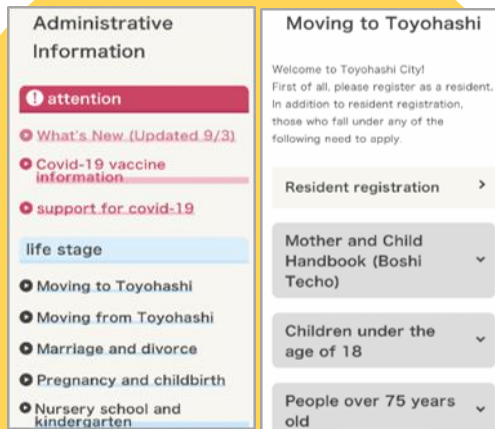 Administrative
Information
! attention
What's New (Updated 9/3)
Covid-19 vaccine
information
support for covid-19
life stage
Moving to Toyohashi
Moving from Toyohashi
Marriage and divorce
Pregnancy and childbirth
Nursery school and
kindergarten
Moving to Toyohashi
Welcome to Toyohashi City!
First of all, please register as a resident.
In addition to resident registration,
those who fall under any of the
following need to apply.
Resident registration
Mother and Child
Handbook (Boshi
Techo)
Children under the
age of 18
People over 75 years
old